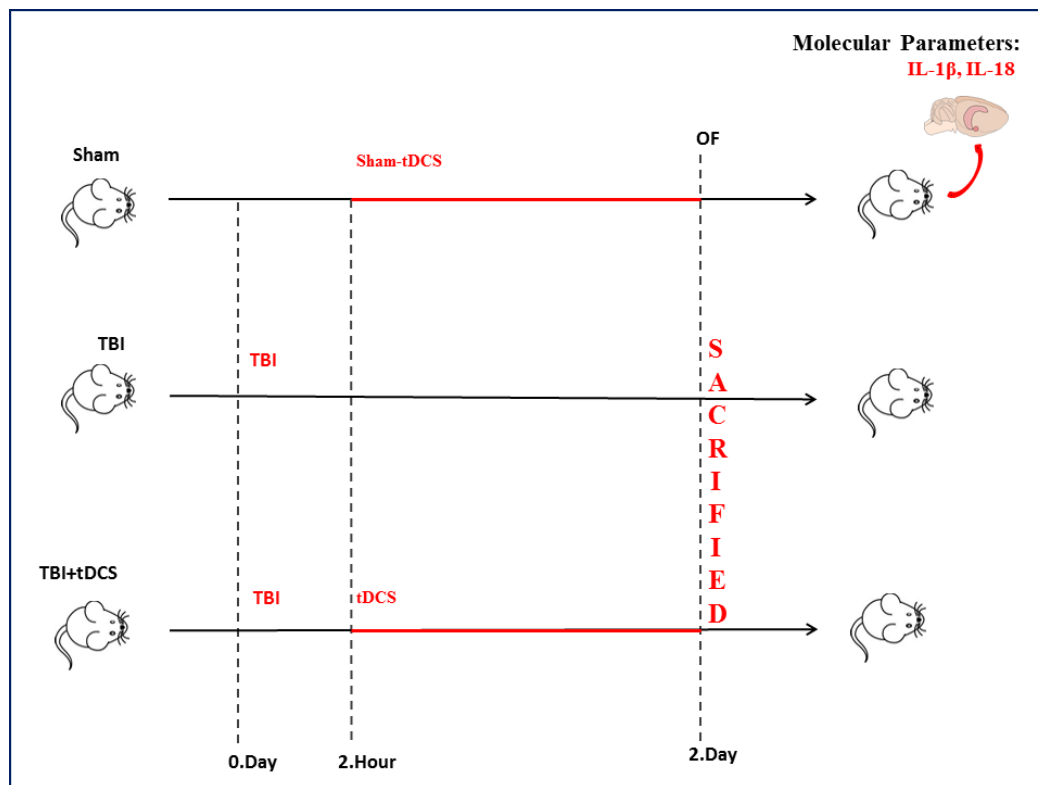 Molecular Parameters:
IL-1β, IL-18
OF
Sham
Sham-tDCS
TBI
TBI
SACRIFIED
TBI+tDCS
TBI
tDCS
0.Day
2.Hour
2.Day